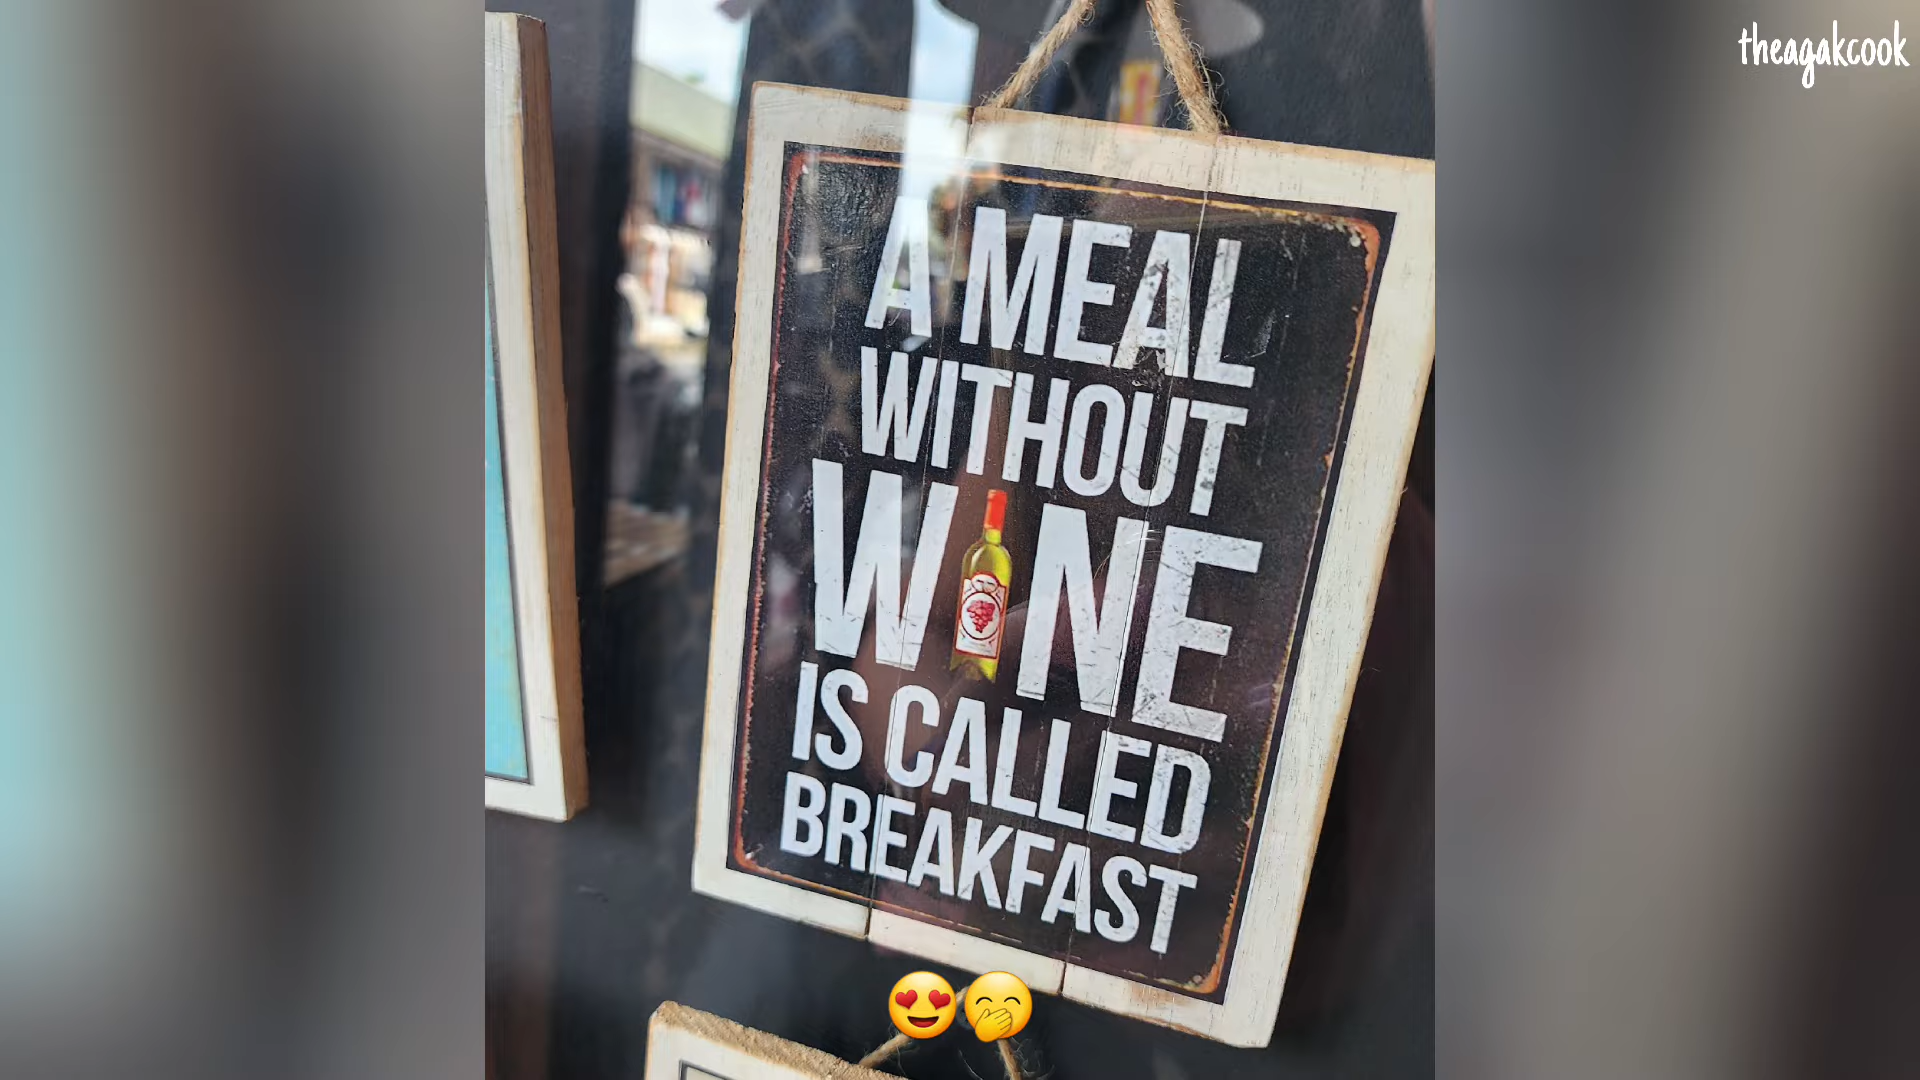 theagakcook
A MEAL
WITHOUT
WINE
IS CALLED
BREAKFAST